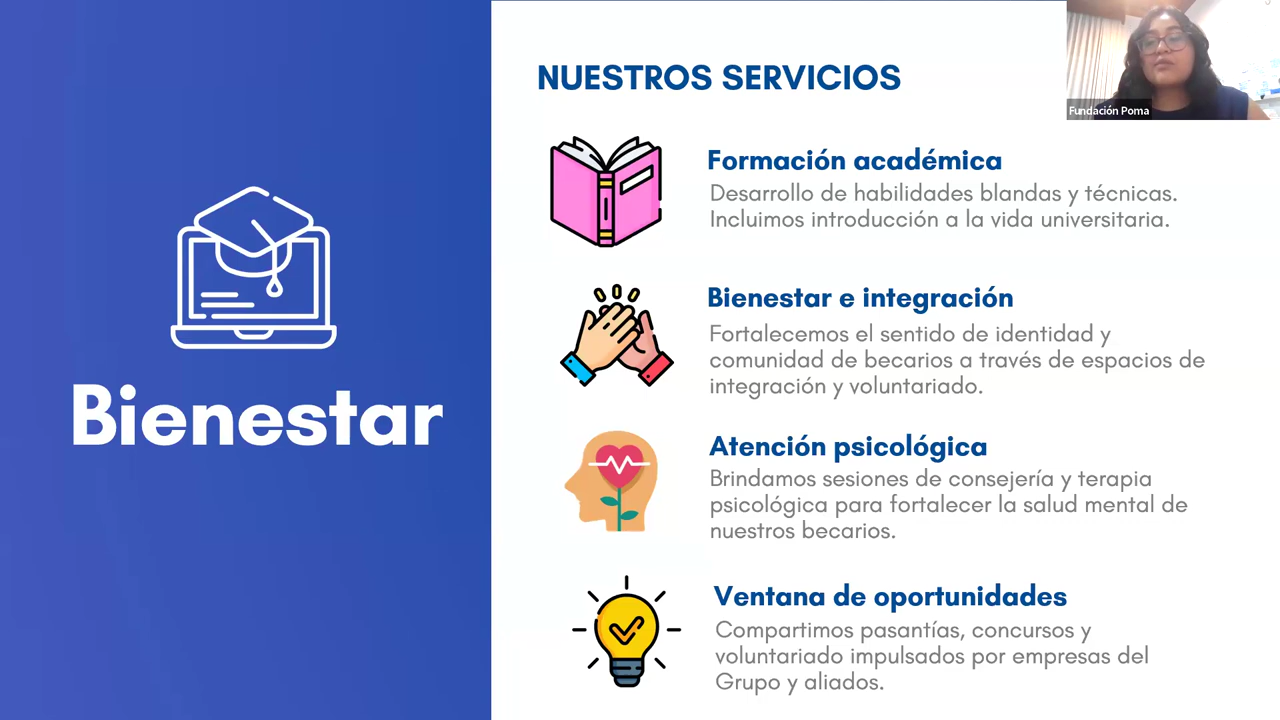 Bienestar
NUESTROS SERVICIOS
Fundación Poma
Formación académica
Desarrollo de habilidades blandas y técnicas.
Incluimos introducción a la vida universitaria.
Bienestar e integración
Fortalecemos el sentido de identidad y
comunidad de becarios a través de espacios de
integración y voluntariado.
Atención psicológica
Brindamos sesiones de consejería y terapia
psicológica para fortalecer la salud mental de
nuestros becarios.
Ventana de oportunidades
Compartimos pasantías, concursos y
voluntariado impulsados por empresas del
Grupo y aliados.